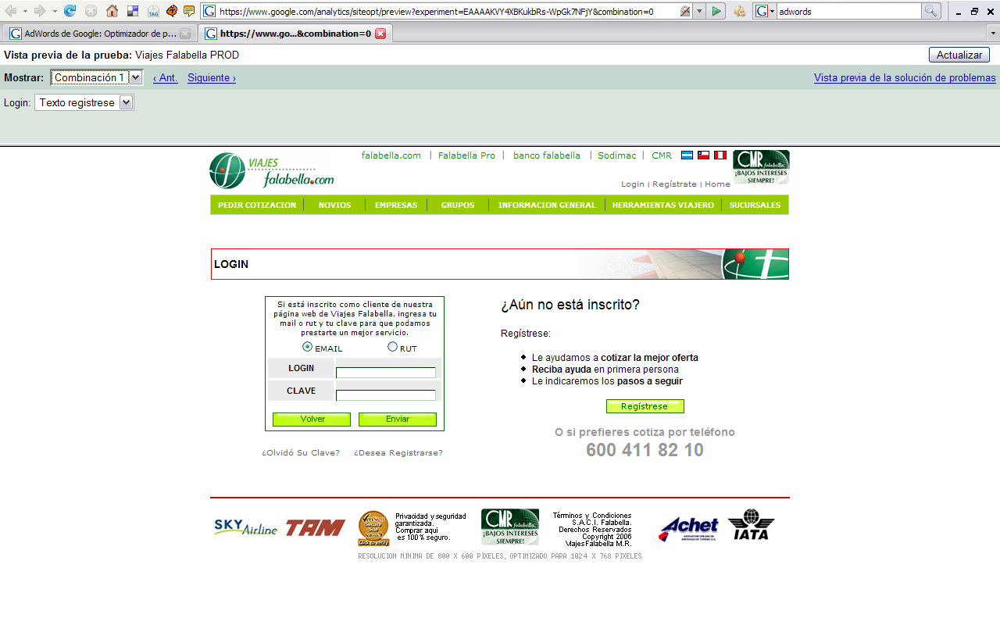 https://www.google.com/analytics/siteopt/preview?experiment=EAAAAKVY4XBKukbRs-WpGk7NFjY&combination=0
adwords
AdWords de Google: Optimizador de p...
https://www.go...&combination=0
Vista previa de la prueba: Viajes Falabella PROD
Actualizar
Mostrar: Combinación 1 ‹ Ant. Siguiente ›
Vista previa de la solución de problemas
Login: Texto registrese
VIAJES
falabella.com
falabella.com | Falabella Pro | banco falabella | Sodimac | CMR
CMR falabella
¡BAJOS INTERESES
SIEMPRE!
Login | Regístrate | Home
PEDIR COTIZACION | NOVIOS | EMPRESAS | GRUPOS | INFORMACION GENERAL | HERRAMIENTAS VIAJERO | SUCURSALES
LOGIN
Si está inscrito como cliente de nuestra
página web de Viajes Falabella, ingresa tu
mail o rut y tu clave para que podamos
prestarte un mejor servicio.
EMAIL RUT
LOGIN
CLAVE
Volver Enviar
¿Olvidó Su Clave? ¿Desea Registrarse?
¿Aún no está inscrito?
Regístrese:
Le ayudamos a cotizar la mejor oferta
Reciba ayuda en primera persona
Le indicaremos los pasos a seguir
Regístrese
O si prefieres cotiza por teléfono
600 411 82 10
SKY Airline
TAM
VeriSign
Secure
Site
Click to verify
Privacidad y seguridad
garantizada.
Comprar aqui
es 100 % seguro.
CMR falabella
¡BAJOS INTERESES
SIEMPRE!
Términos y Condiciones
S.A.C.I. Falabella.
Derechos Reservados
Copyright 2006
ViajesFalabella M.R.
Achet
IATA
RESOLUCION MININA DE 800 X 600 PIXELES, OPTIMIZADO PARA 1024 X 768 PIXELES